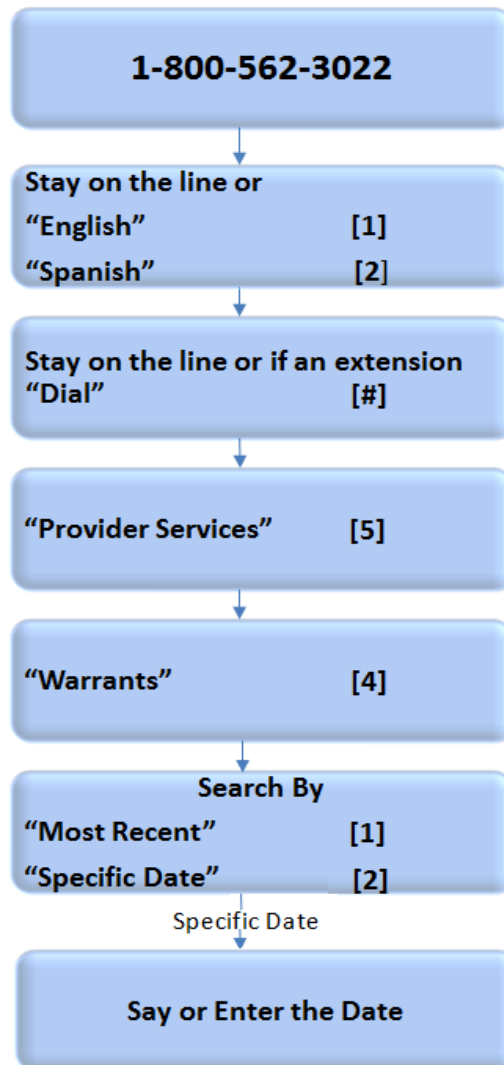 1-800-562-3022
Stay on the line or
“English” [1]
“Spanish” [2]
Stay on the line or if an extension
“Dial” [#]
“Provider Services” [5]
“Warrants” [4]
Search By
“Most Recent” [1]
“Specific Date” [2]
Specific Date
Say or Enter the Date